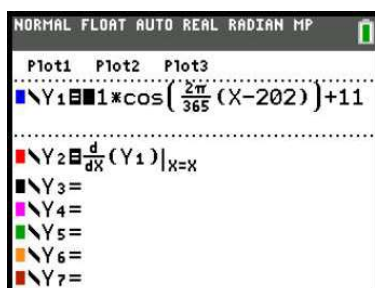 NORMAL FLOAT AUTO REAL RADIAN MP
Plot1 Plot2 Plot3
\Y1=■1*cos(2π/365(X-202))+11
\Y2=d/dX(Y1)|X=X
\Y3=
\Y4=
\Y5=
\Y6=
\Y7=